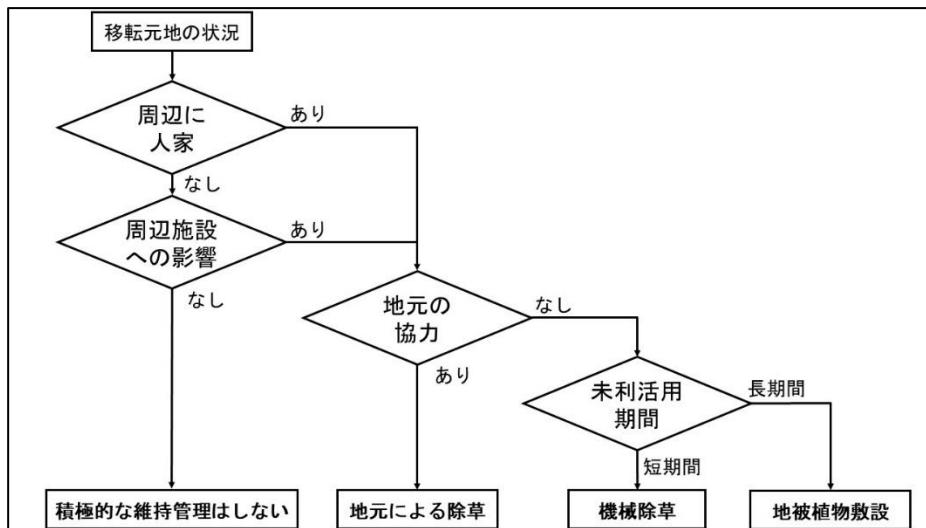 移転元地の状況
周辺に
人家
あり
なし
周辺施設
への影響
あり
なし
地元の
協力
なし
あり
未利活用
期間
長期間
短期間
積極的な維持管理はしない
地元による除草
機械除草
地被植物敷設